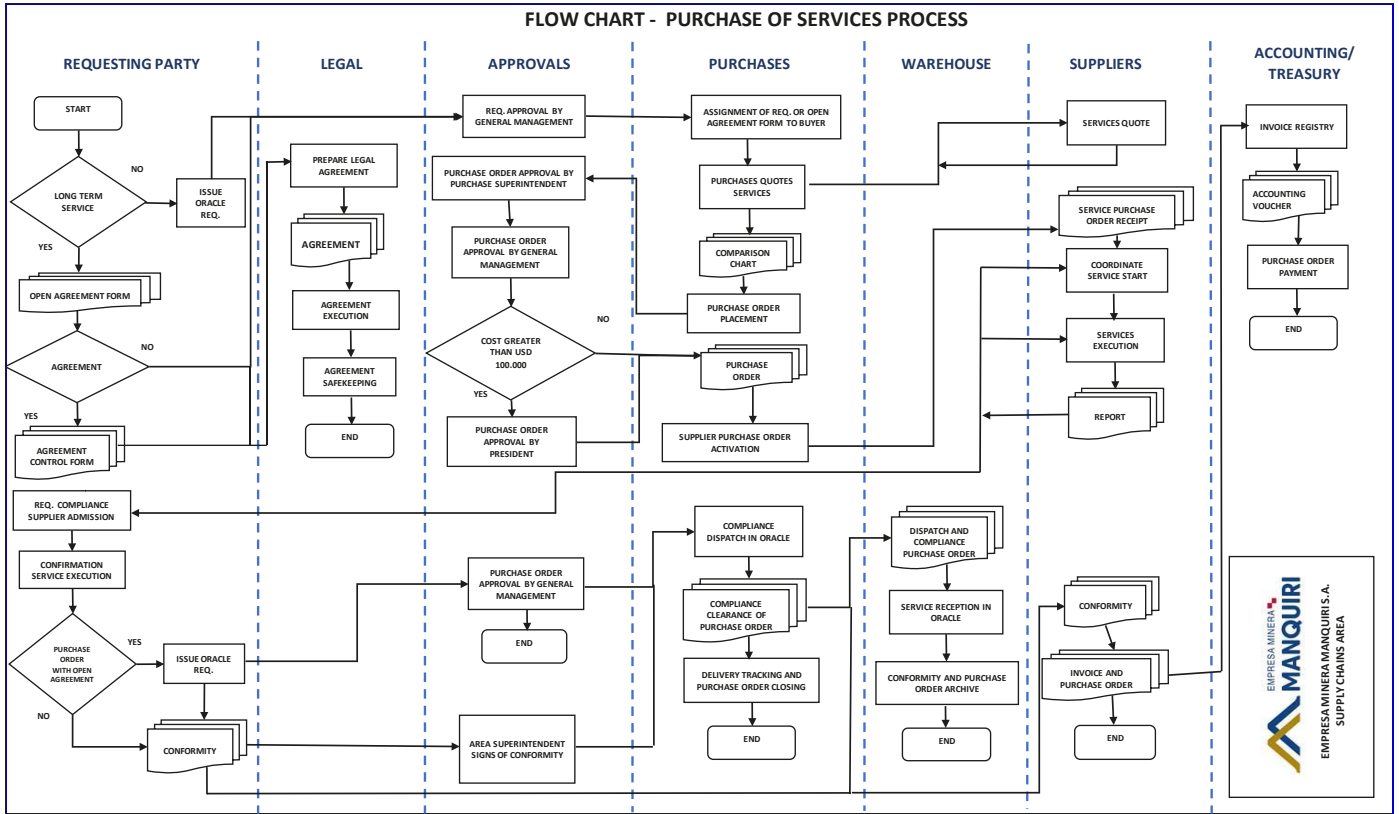 FLOW CHART - PURCHASE OF SERVICES PROCESS
REQUESTING PARTY
LEGAL
APPROVALS
PURCHASES
WAREHOUSE
SUPPLIERS
ACCOUNTING/
TREASURY
START
LONG TERM
SERVICE
NO
YES
ISSUE
ORACLE
REQ.
OPEN AGREEMENT FORM
AGREEMENT
NO
YES
AGREEMENT
CONTROL FORM
REQ. COMPLIANCE
SUPPLIER ADMISSION
CONFIRMATION
SERVICE EXECUTION
PURCHASE
ORDER
WITH OPEN
AGREEMENT
YES
NO
ISSUE ORACLE
REQ.
CONFORMITY
PREPARE LEGAL
AGREEMENT
AGREEMENT
AGREEMENT
EXECUTION
AGREEMENT
SAFEKEEPING
END
REQ. APPROVAL BY
GENERAL MANAGEMENT
PURCHASE ORDER APPROVAL BY
PURCHASE SUPERINTENDENT
PURCHASE ORDER
APPROVAL BY GENERAL
MANAGEMENT
COST GREATER
THAN USD
100.000
NO
YES
PURCHASE ORDER
APPROVAL BY
PRESIDENT
PURCHASE ORDER
APPROVAL BY GENERAL
MANAGEMENT
END
AREA SUPERINTENDENT
SIGNS OF CONFORMITY
ASSIGNMENT OF REQ. OR OPEN
AGREEMENT FORM TO BUYER
PURCHASES QUOTES
SERVICES
COMPARISON
CHART
PURCHASE ORDER
PLACEMENT
PURCHASE
ORDER
SUPPLIER PURCHASE ORDER
ACTIVATION
COMPLIANCE
DISPATCH IN ORACLE
COMPLIANCE
CLEARANCE OF
PURCHASE ORDER
DELIVERY TRACKING AND
PURCHASE ORDER CLOSING
END
DISPATCH AND
COMPLIANCE
PURCHASE ORDER
SERVICE RECEPTION IN
ORACLE
CONFORMITY AND PURCHASE
ORDER ARCHIVE
END
SERVICES QUOTE
SERVICE PURCHASE
ORDER RECEIPT
COORDINATE
SERVICE START
SERVICES
EXECUTION
REPORT
CONFORMITY
INVOICE AND
PURCHASE ORDER
END
INVOICE REGISTRY
ACCOUNTING
VOUCHER
PURCHASE ORDER
PAYMENT
END
EMPRESA MINERA
MANQUIRI
EMPRESA MINERA MANQUIRI S.A.
SUPPLY CHAINS AREA